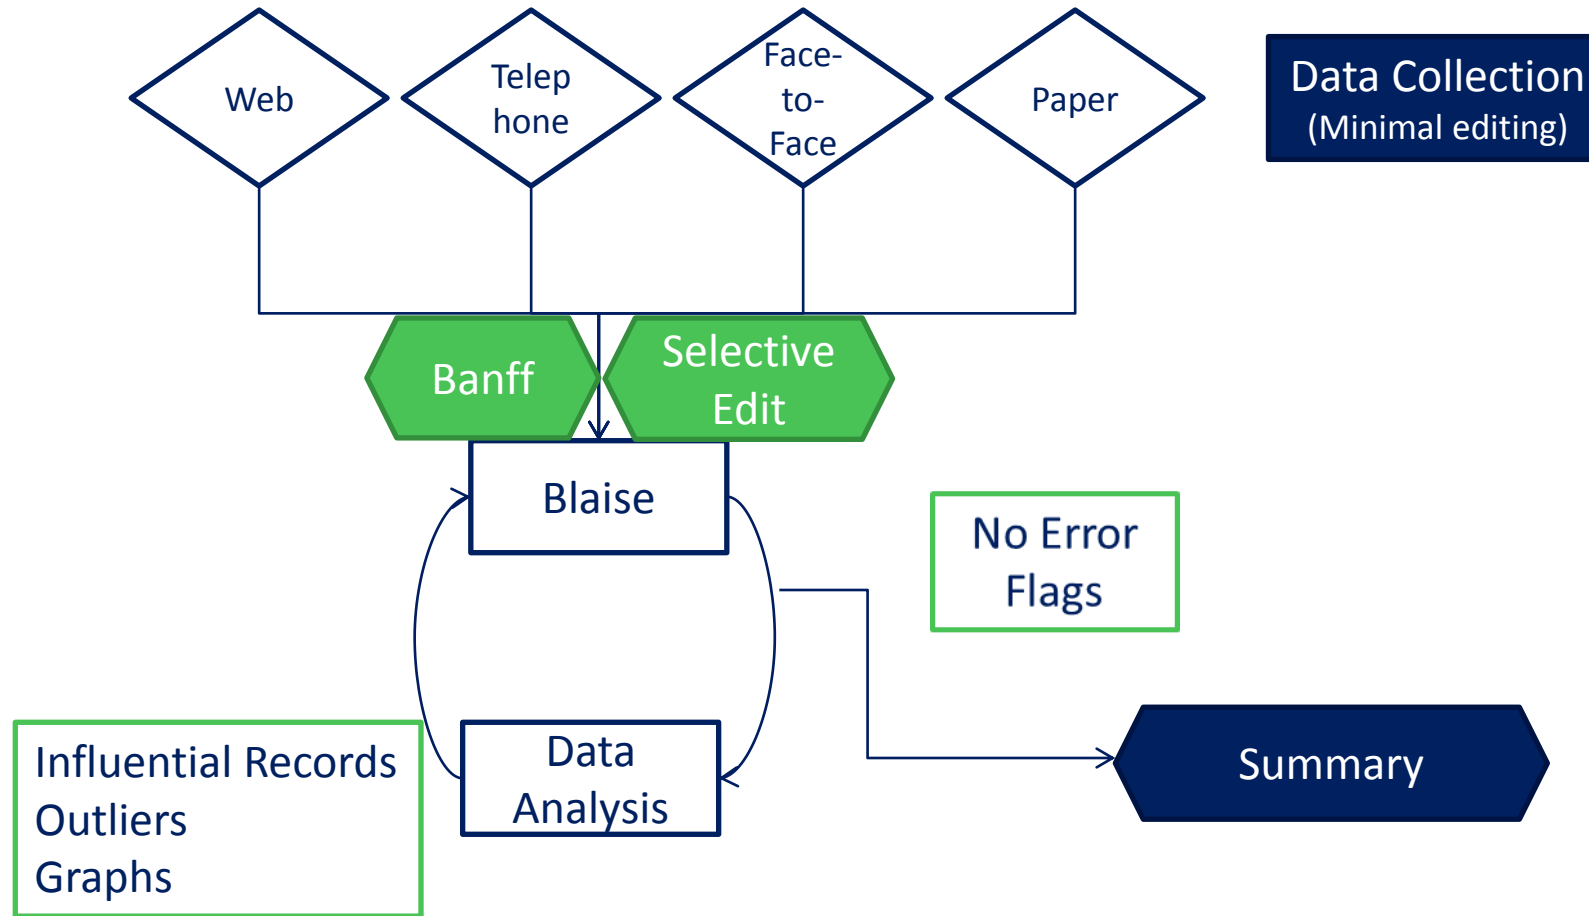 Web
Telep
hone
Face-
to-
Face
Paper
Data Collection
(Minimal editing)
Banff
Selective
Edit
Blaise
No Error
Flags
Influential Records
Outliers
Graphs
Data
Analysis
Summary